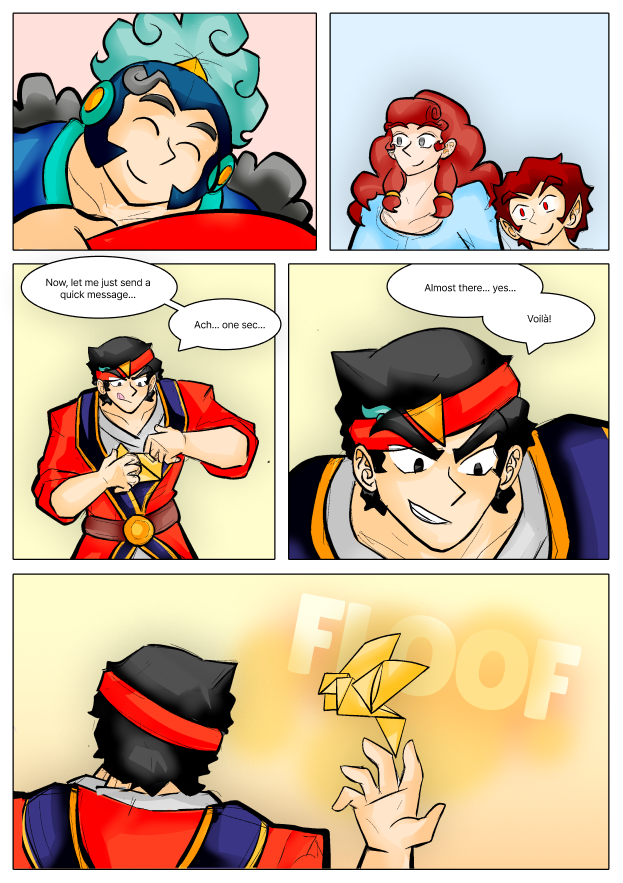 Now, let me just send a
quick message...
Ach... one sec...
Almost there... yes...
Voilà!
FLOOF